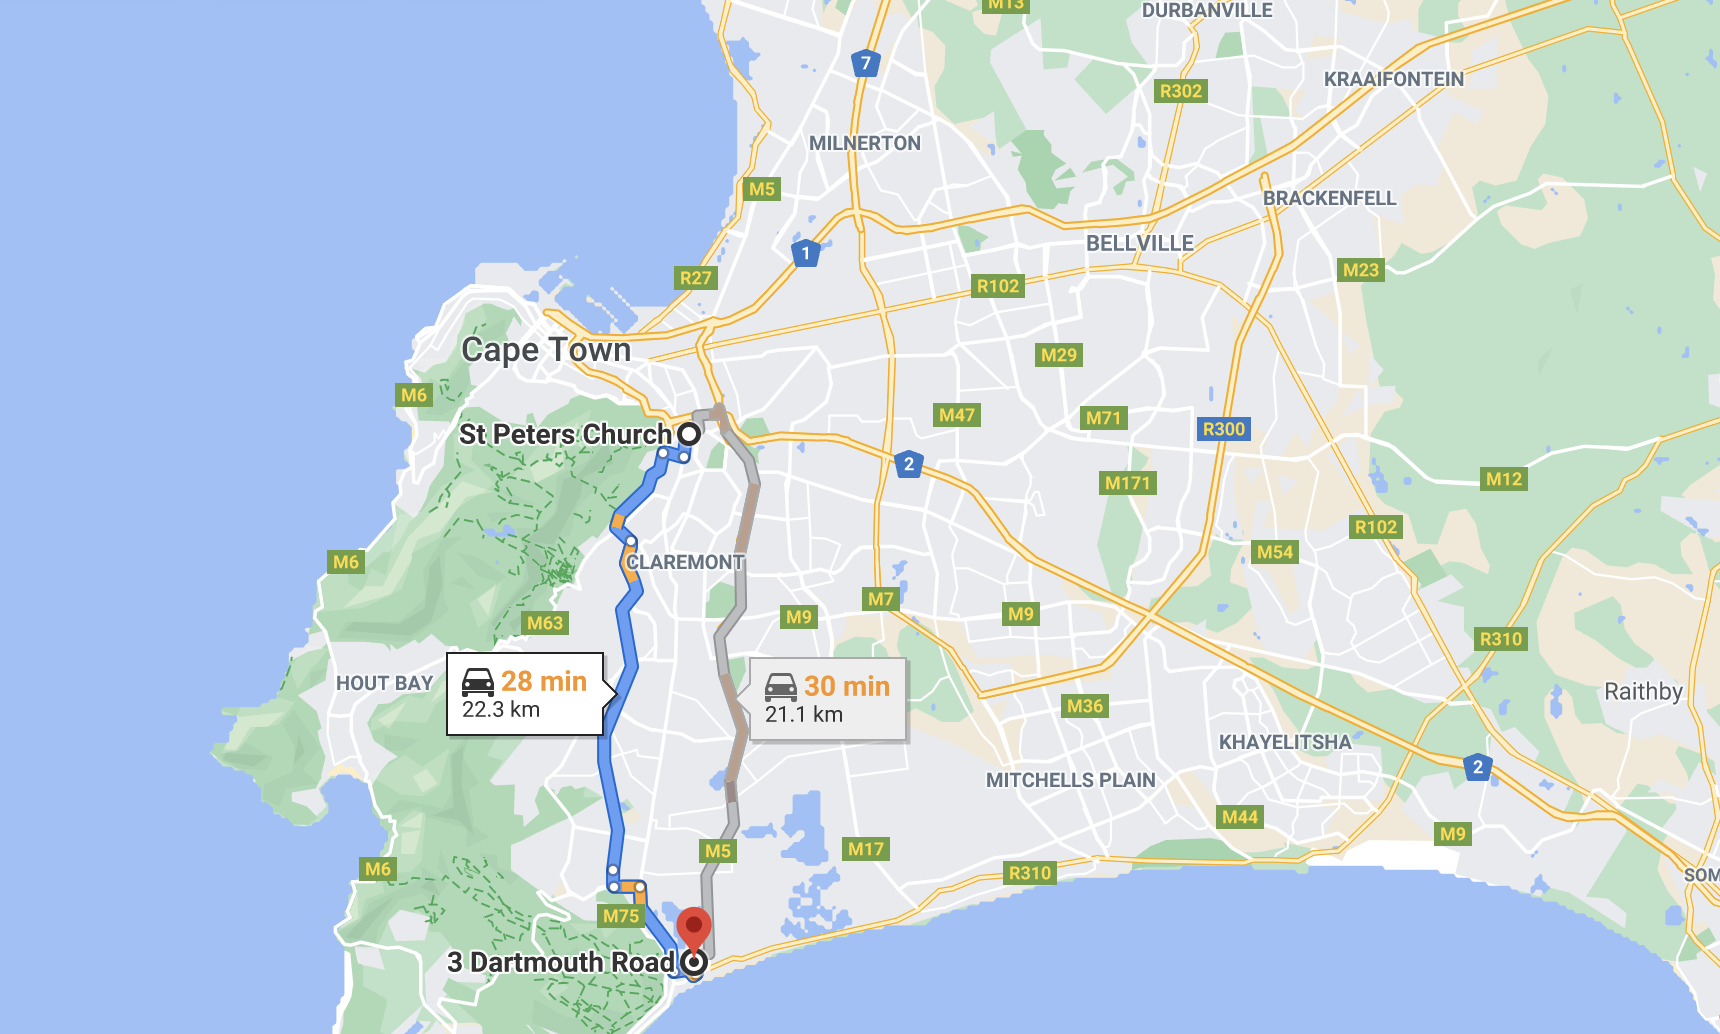 M13
DURBANVILLE
7
KRAAIFONTEIN
R302
MILNERTON
M5
BRACKENFELL
1
BELLVILLE
R27
M23
R102
Cape Town
M29
M6
M47
M71
R300
St Peters Church
2
M171
M12
R102
M6
CLAREMONT
M54
M7
M63
M9
M9
R310
HOUT BAY
28 min
22.3 km
30 min
21.1 km
Raithby
M36
KHAYELITSHA
2
MITCHELLS PLAIN
M44
M9
M5
M17
M6
R310
SOM
M75
3 Dartmouth Road